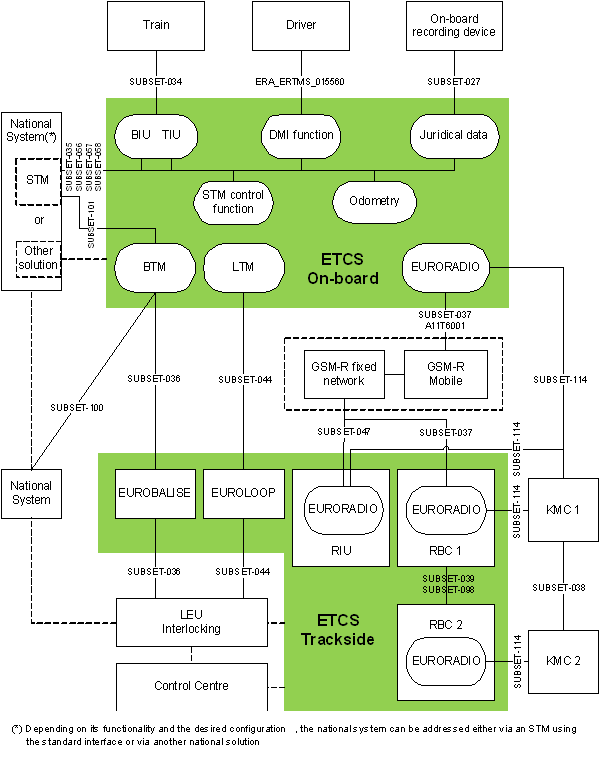 Train
Driver
On-board
recording device
SUBSET-034
ERA_ERTMS_015560
SUBSET-027
National
System(*)
SUBSET-035
SUBSET-056
SUBSET-057
SUBSET-058
BIU TIU
DMI function
Juridical data
STM
STM control
function
Odometry
or
SUBSET-101
Other
solution
BTM
LTM
ETCS
On-board
EURORADIO
SUBSET-037
A11T6001
GSM-R fixed
network
GSM-R
Mobile
SUBSET-036
SUBSET-044
SUBSET-114
SUBSET-100
SUBSET-047
SUBSET-037
SUBSET-114
National
System
EUROBALISE
EUROLOOP
EURORADIO
RIU
EURORADIO
RBC 1
SUBSET-114
KMC 1
SUBSET-036
SUBSET-044
SUBSET-039
SUBSET-098
SUBSET-038
LEU
Interlocking
ETCS
Trackside
RBC 2
EURORADIO
SUBSET-114
KMC 2
Control Centre
(*) Depending on its functionality and the desired configuration , the national system can be addressed either via an STM using
the standard interface or via another national solution